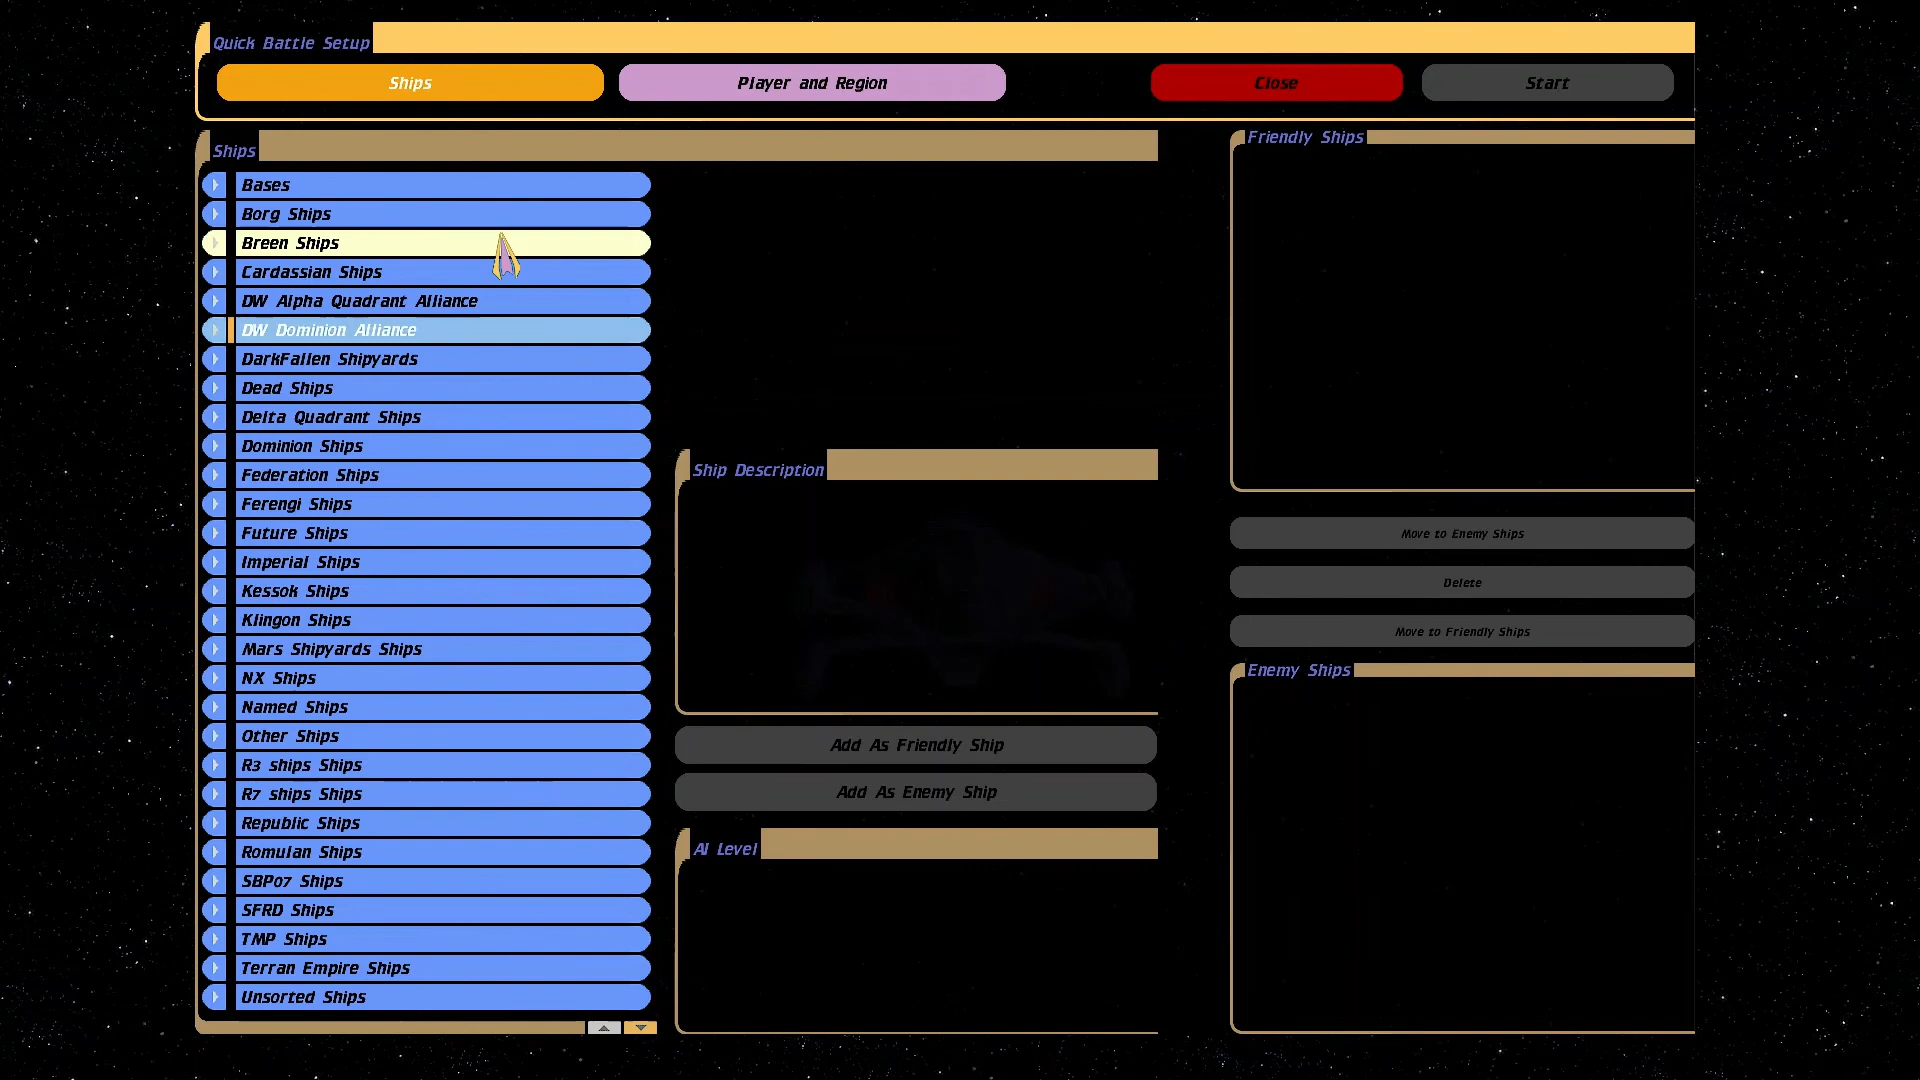 Quick Battle Setup
Ships
Player and Region
Close
Start
Ships
Bases
Borg Ships
Breen Ships
Cardassian Ships
DW Alpha Quadrant Alliance
DW Dominion Alliance
DarkFallen Shipyards
Dead Ships
Delta Quadrant Ships
Dominion Ships
Federation Ships
Ferengi Ships
Future Ships
Imperial Ships
Kessok Ships
Klingon Ships
Mars Shipyards Ships
NX Ships
Named Ships
Other Ships
R3 ships Ships
R7 ships Ships
Republic Ships
Romulan Ships
SBP07 Ships
SFRD Ships
TMP Ships
Terran Empire Ships
Unsorted Ships
Ship Description
Add As Friendly Ship
Add As Enemy Ship
AI Level
Friendly Ships
Move to Enemy Ships
Delete
Move to Friendly Ships
Enemy Ships